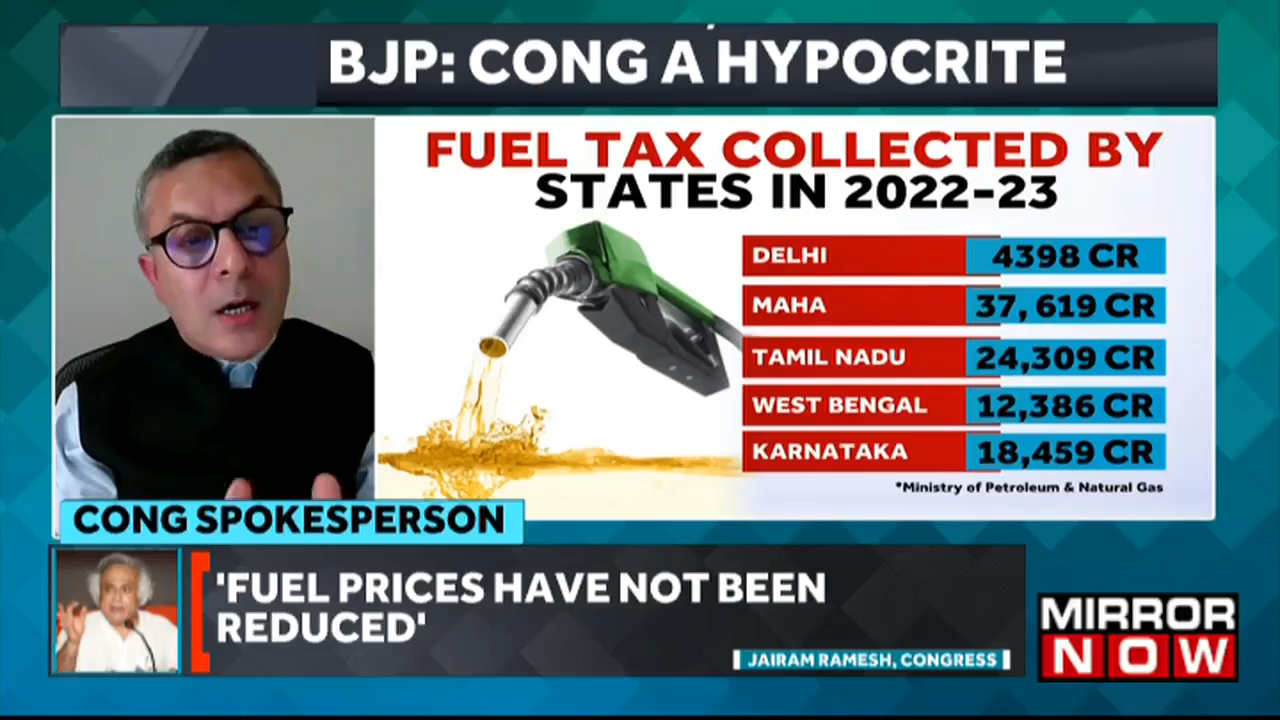 BJP: CONG A HYPOCRITE
FUEL TAX COLLECTED BY
STATES IN 2022-23
DELHI 4398 CR
MAHA 37, 619 CR
TAMIL NADU 24,309 CR
WEST BENGAL 12,386 CR
KARNATAKA 18,459 CR
*Ministry of Petroleum & Natural Gas
CONG SPOKESPERSON
'FUEL PRICES HAVE NOT BEEN
REDUCED'
JAIRAM RAMESH, CONGRESS
MIRROR
NOW